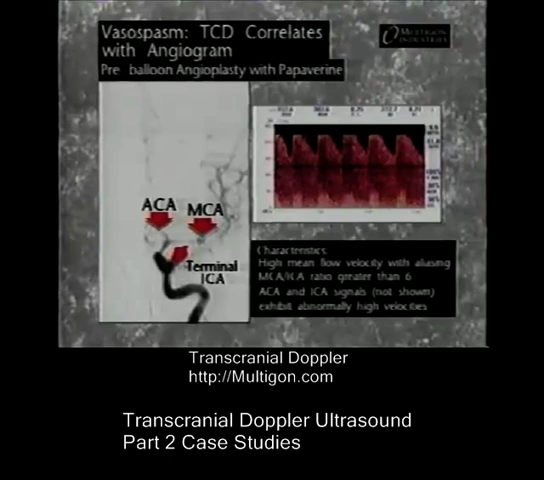 Vasospasm: TCD Correlates
with Angiogram
Pre balloon Angioplasty with Papaverine
MULTIGON
INDUSTRIES
ACA
MCA
Terminal
ICA
Characteristics
High mean flow velocity with aliasing
MCA/ICA ratio greater than 6
ACA and ICA signals (not shown)
exhibit abnormally high velocities
Transcranial Doppler
http://Multigon.com
Transcranial Doppler Ultrasound
Part 2 Case Studies